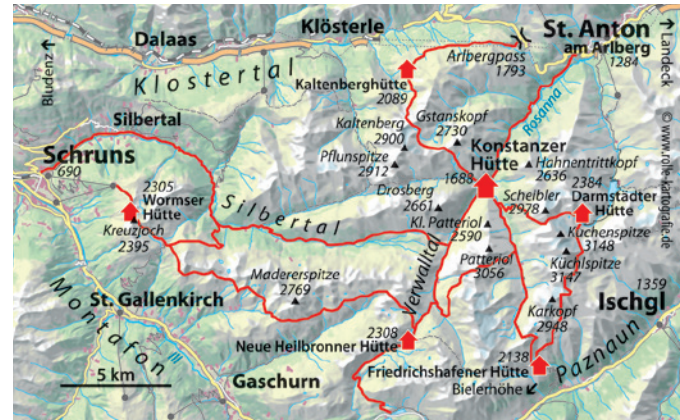 Klösterle
St. Anton
am Arlberg
1284
Dalaas
Bludenz
Landeck
Arlbergpass
1793
Klostertal
Kaltenberghütte
2089
Rosanna
© www.rolle-kartografie.de
Gstanskopf
2730
Silbertal
Kaltenberg
2900
Konstanzer
Hütte
1688
Schruns
690
Pflunspitze
2912
Hahnentrittkopf
2636
2305
Wormser
Hütte
Drosberg
2661
Scheibler
2978
2384
Darmstädter
Hütte
Kreuzjoch
2395
Silbertal
Kl. Patteriol
2590
Küchenspitze
3148
Patteriol
3056
Küchlspitze
3147
Verwalltal
Madererspitze
2769
1359
Ischgl
Montafon
St. Gallenkirch
Karkopf
2948
Ill
2308
Neue Heilbronner Hütte
2138
Friedrichshafener Hütte
Paznaun
5 km
Gaschurn
Bielerhöhe